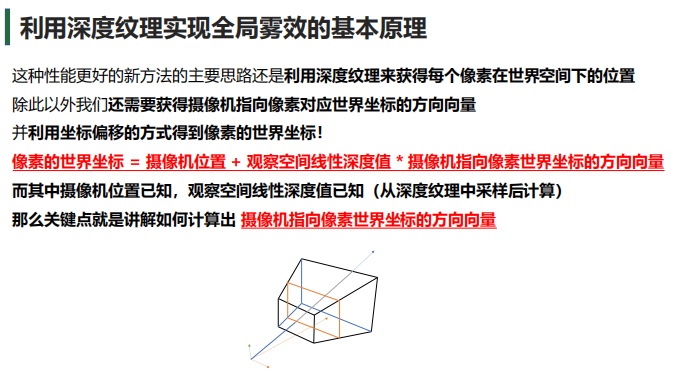 利用深度纹理实现全局雾效的基本原理
这种性能更好的新方法的主要思路还是利用深度纹理来获得每个像素在世界空间下的位置
除此以外我们还需要获得摄像机指向像素对应世界坐标的方向向量
并利用坐标偏移的方式得到像素的世界坐标！
像素的世界坐标 = 摄像机位置 + 观察空间线性深度值 * 摄像机指向像素世界坐标的方向向量
而其中摄像机位置已知，观察空间线性深度值已知（从深度纹理中采样后计算）
那么关键点就是讲解如何计算出 摄像机指向像素世界坐标的方向向量